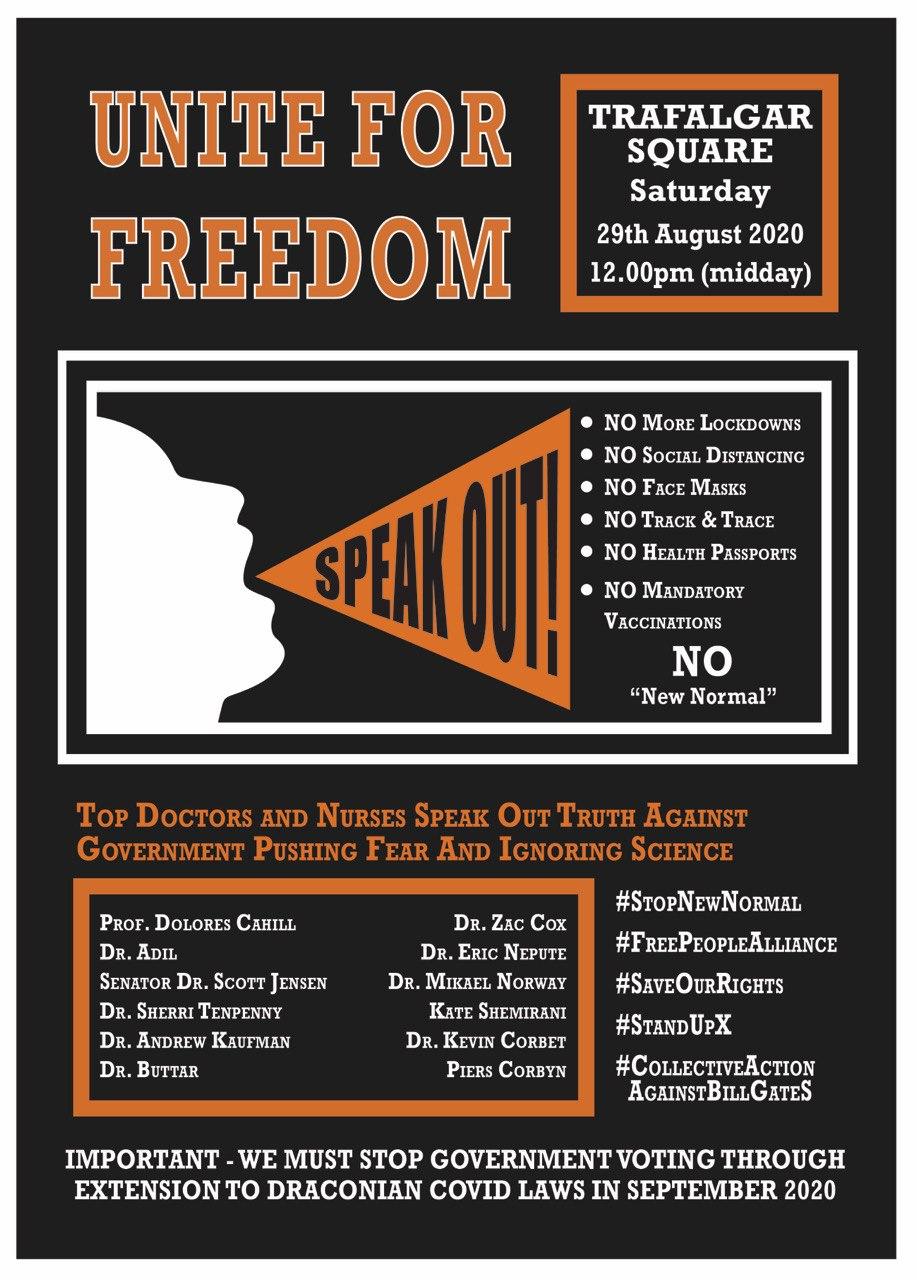 UNITE FOR
FREEDOM
TRAFALGAR
SQUARE
Saturday
29th August 2020
12.00pm (midday)
SPEAK OUT!
• NO More Lockdowns
• NO Social Distancing
• NO Face Masks
• NO Track & Trace
• NO Health Passports
• NO Mandatory
Vaccinations
NO
“New Normal”
Top Doctors and Nurses Speak Out Truth Against
Government Pushing Fear And Ignoring Science
Prof. Dolores Cahill
Dr. Adil
Senator Dr. Scott Jensen
Dr. Sherri Tenpenny
Dr. Andrew Kaufman
Dr. Buttar
Dr. Zac Cox
Dr. Eric Nepute
Dr. Mikael Norway
Kate Shemirani
Dr. Kevin Corbet
Piers Corbyn
#StopNewNormal
#FreePeopleAlliance
#SaveOurRights
#StandUpX
#CollectiveAction
AgainstBillGateS
IMPORTANT - WE MUST STOP GOVERNMENT VOTING THROUGH
EXTENSION TO DRACONIAN COVID LAWS IN SEPTEMBER 2020